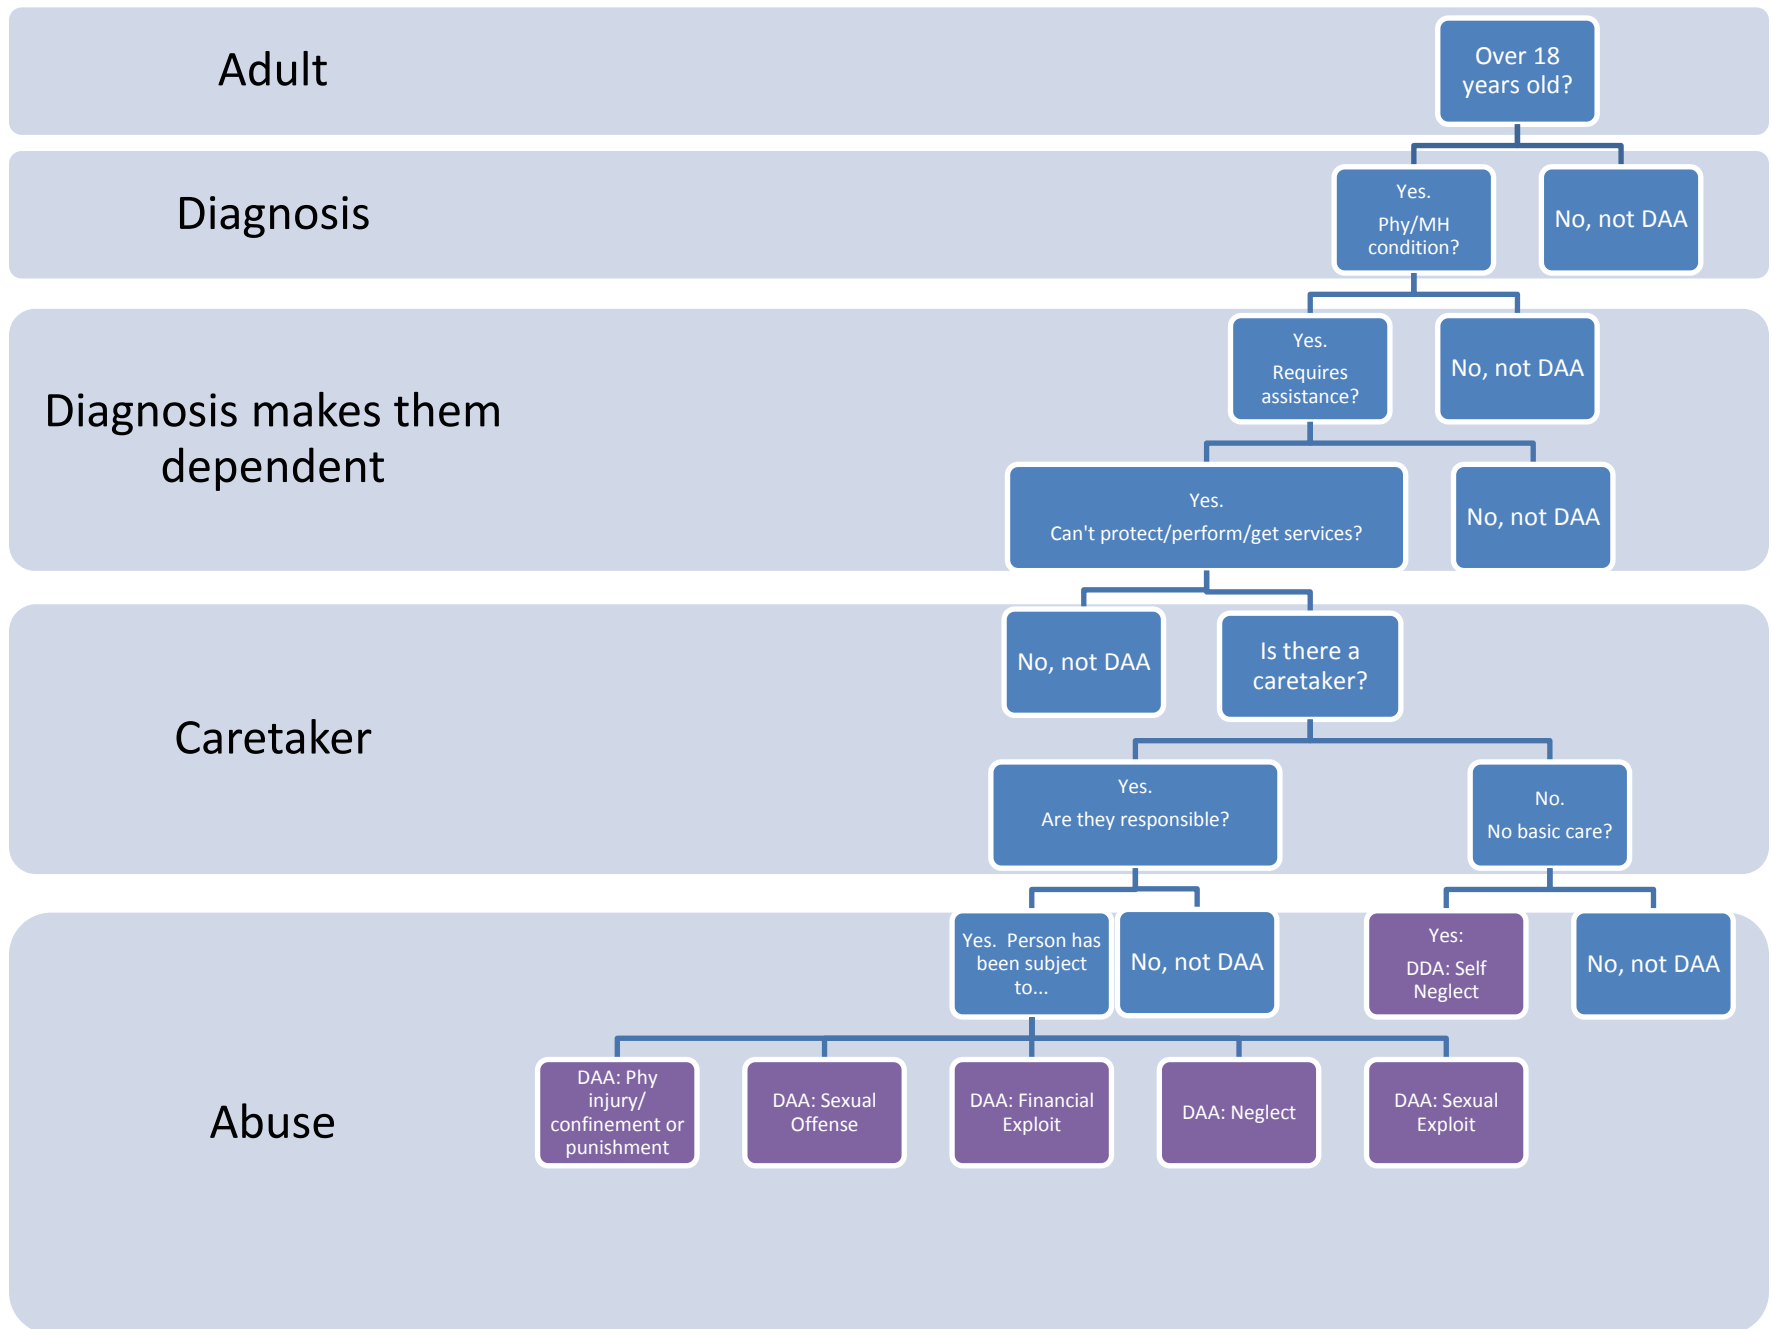 Adult
Over 18
years old?
Diagnosis
Yes.
Phy/MH
condition?
No, not DAA
Diagnosis makes them
dependent
Yes.
Requires
assistance?
No, not DAA
Yes.
Can't protect/perform/get services?
No, not DAA
Caretaker
No, not DAA
Is there a
caretaker?
Yes.
Are they responsible?
No.
No basic care?
Abuse
Yes.  Person has
been subject
to...
No, not DAA
Yes:
DDA: Self
Neglect
No, not DAA
DAA: Phy
injury/
confinement or
punishment
DAA: Sexual
Offense
DAA: Financial
Exploit
DAA: Neglect
DAA: Sexual
Exploit